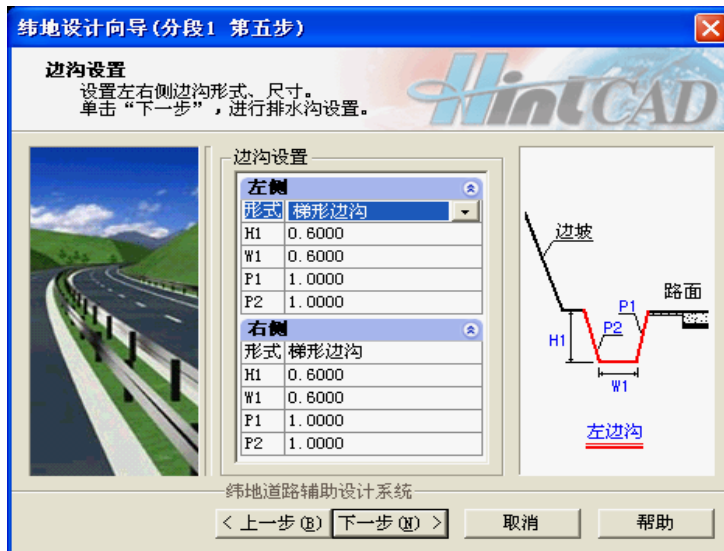 纬地设计向导(分段1 第五步)
边沟设置
设置左右侧边沟形式、尺寸。
单击“下一步”,进行排水沟设置。
HintCAD
边沟设置
左侧
形式 梯形边沟
H1 0.6000
W1 0.6000
P1 1.0000
P2 1.0000
右侧
形式 梯形边沟
H1 0.6000
W1 0.6000
P1 1.0000
P2 1.0000
边坡
路面
P1
P2
H1
W1
左边沟
纬地道路辅助设计系统
< 上一步(B) 下一步(N) > 取消 帮助